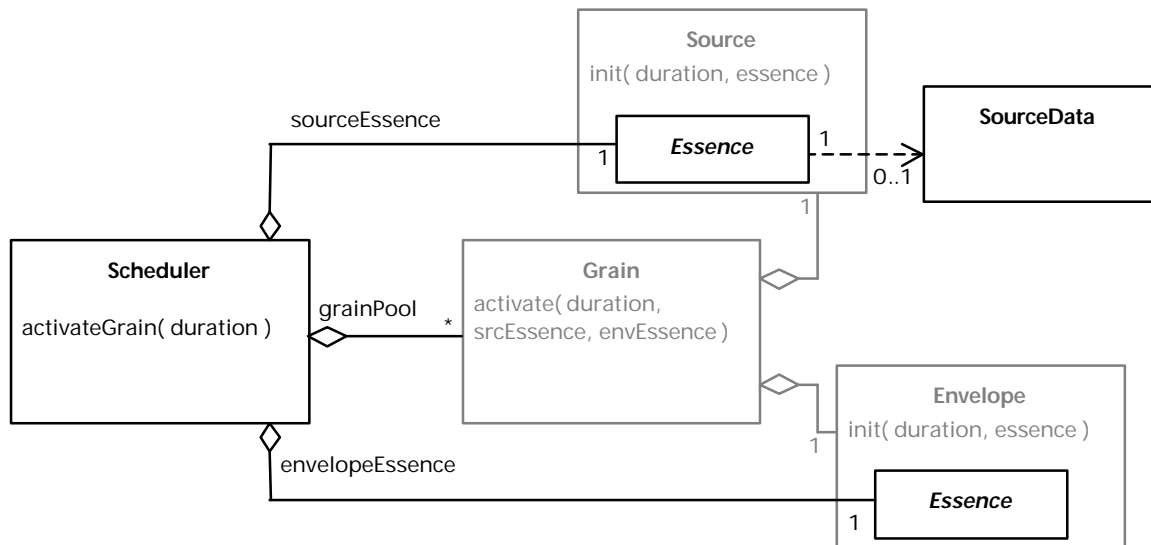 Source
init( duration, essence )
sourceEssence
1
Essence
1
0..1
SourceData
1
Scheduler
activateGrain( duration )
grainPool
*
Grain
activate( duration,
srcEssence, envEssence )
1
Envelope
init( duration, essence )
envelopeEssence
1
Essence